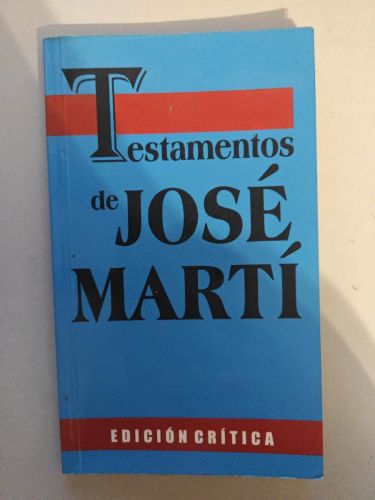 Testamentos
de JOSÉ
MARTÍ
EDICIÓN CRÍTICA